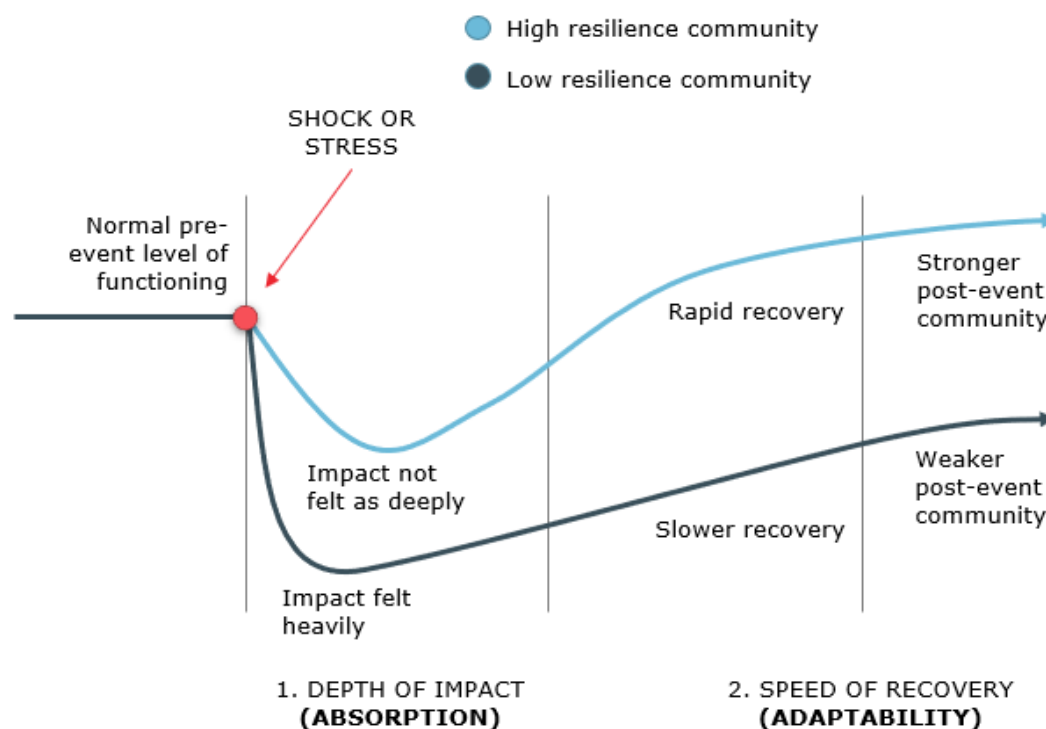 High resilience community
Low resilience community
SHOCK OR
STRESS
Normal pre-
event level of
functioning
Stronger
post-event
community
Rapid recovery
Impact not
felt as deeply
Weaker
post-event
community
Slower recovery
Impact felt
heavily
1. DEPTH OF IMPACT
(ABSORPTION)
2. SPEED OF RECOVERY
(ADAPTABILITY)